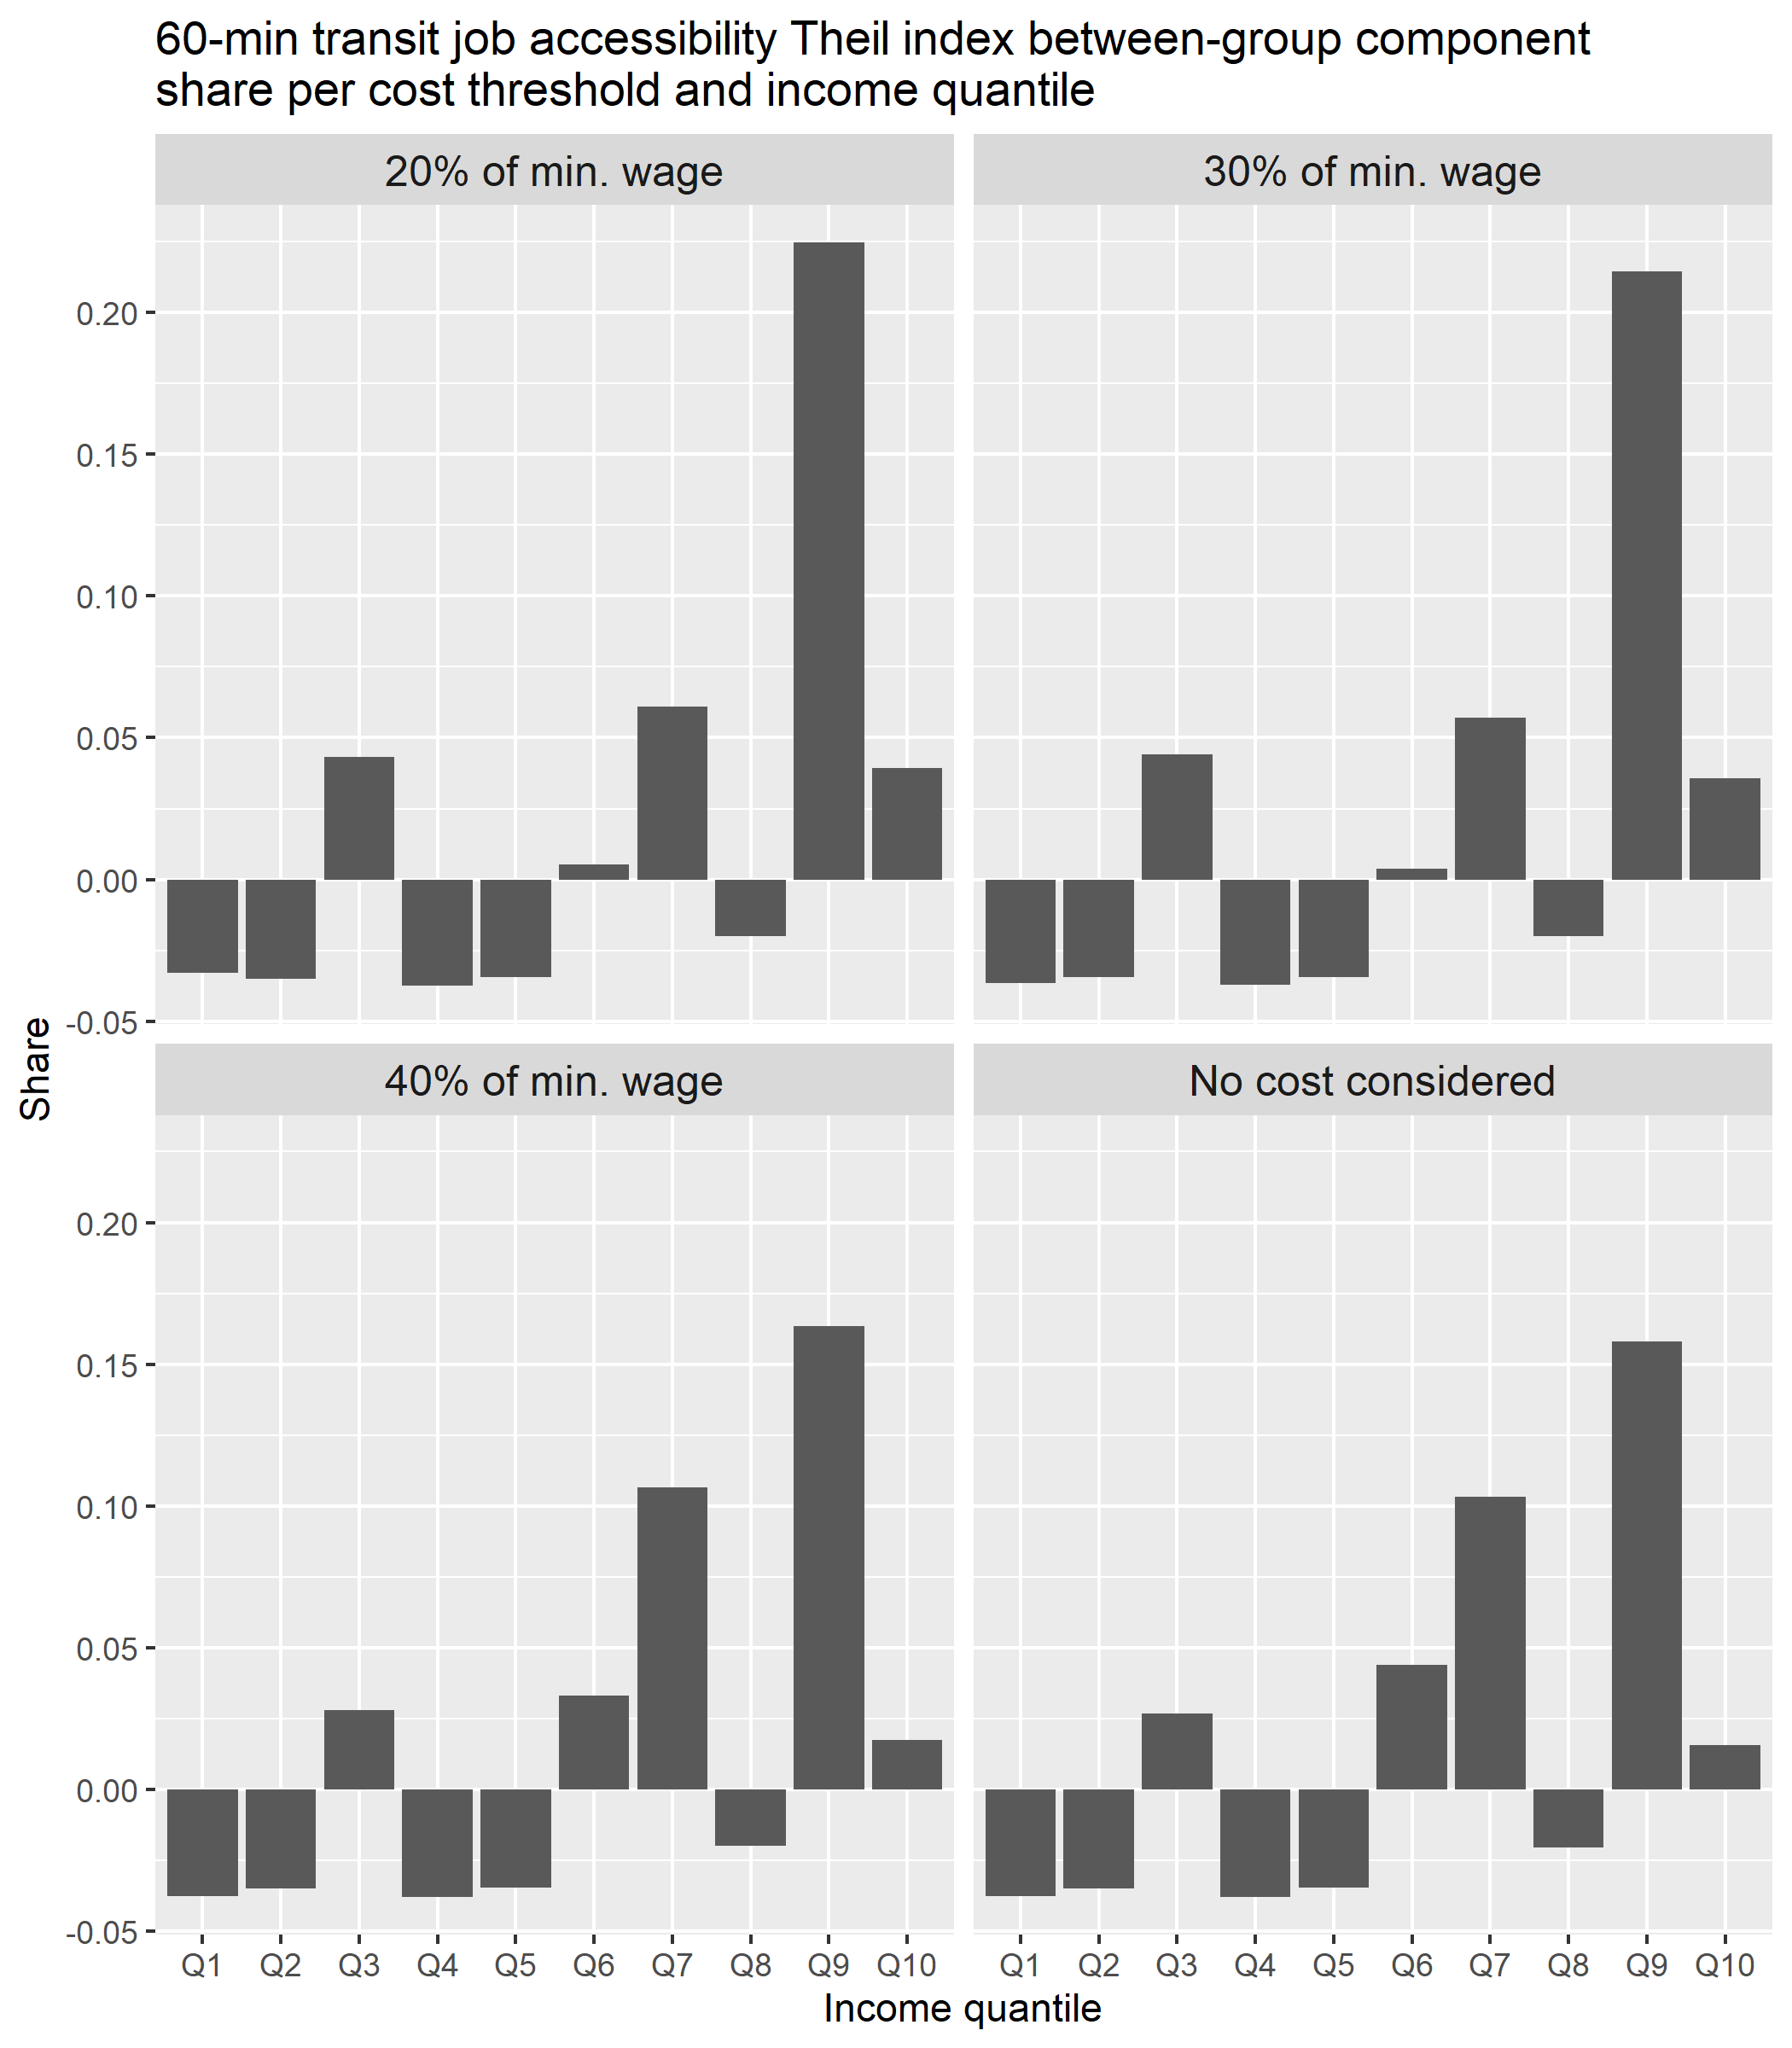 60-min transit job accessibility Theil index between-group component
share per cost threshold and income quantile
20% of min. wage
30% of min. wage
0.20
0.15
0.10
0.05
0.00
-0.05
Share
40% of min. wage
No cost considered
0.20
0.15
0.10
0.05
0.00
-0.05
Q1 Q2 Q3 Q4 Q5 Q6 Q7 Q8 Q9 Q10
Q1 Q2 Q3 Q4 Q5 Q6 Q7 Q8 Q9 Q10
Income quantile